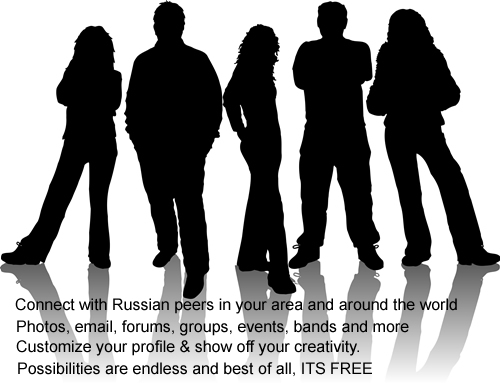 Connect with Russian peers in your area and around the world
Photos, email, forums, groups, events, bands and more
Customize your profile & show off your creativity.
Possibilities are endless and best of all, ITS FREE